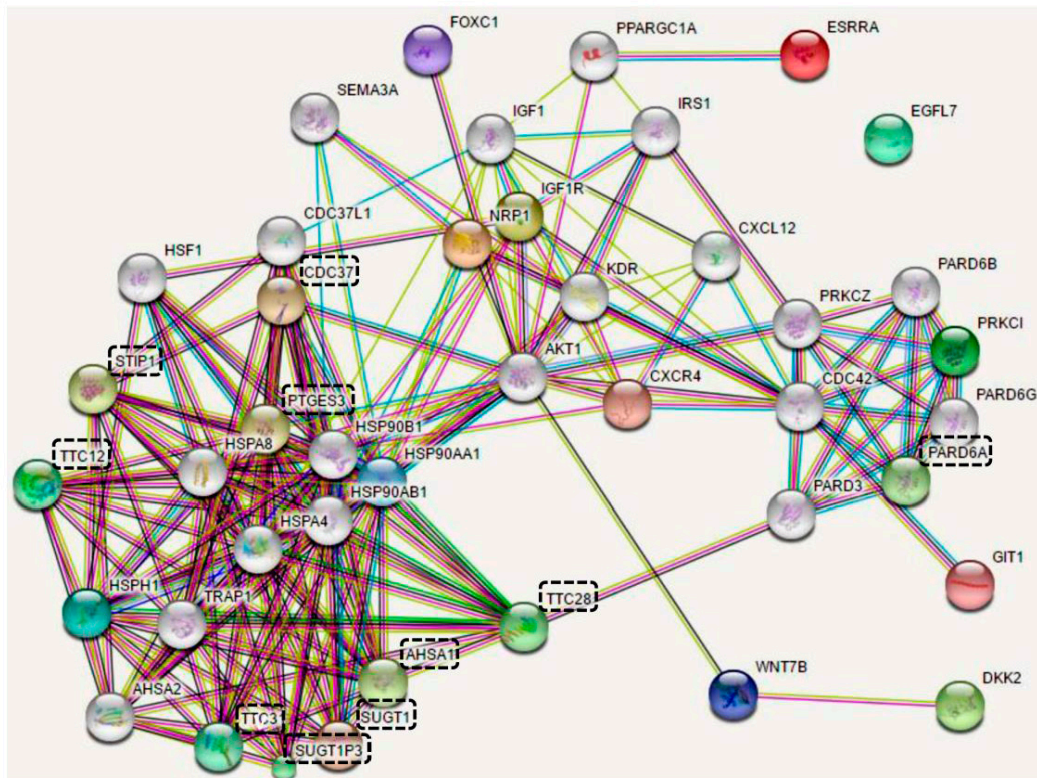 FOXC1
PPARGC1A
ESRRA
SEMA3A
IGF1
IRS1
EGFL7
IGF1R
CDC37L1
NRP1
CXCL12
HSF1
CDC37
KDR
PARD6B
PRKCZ
PRKCI
STIP1
AKT1
CXCR4
CDC42
PARD6G
PTGES3
HSP90B1
HSPA8
HSP90AA1
TTC12
PARD6A
HSP90AB1
PARD3
HSPA4
GIT1
HSPH1
TRAP1
TTC28
AHSA1
WNT7B
DKK2
AHSA2
TTC3
SUGT1
SUGT1P3